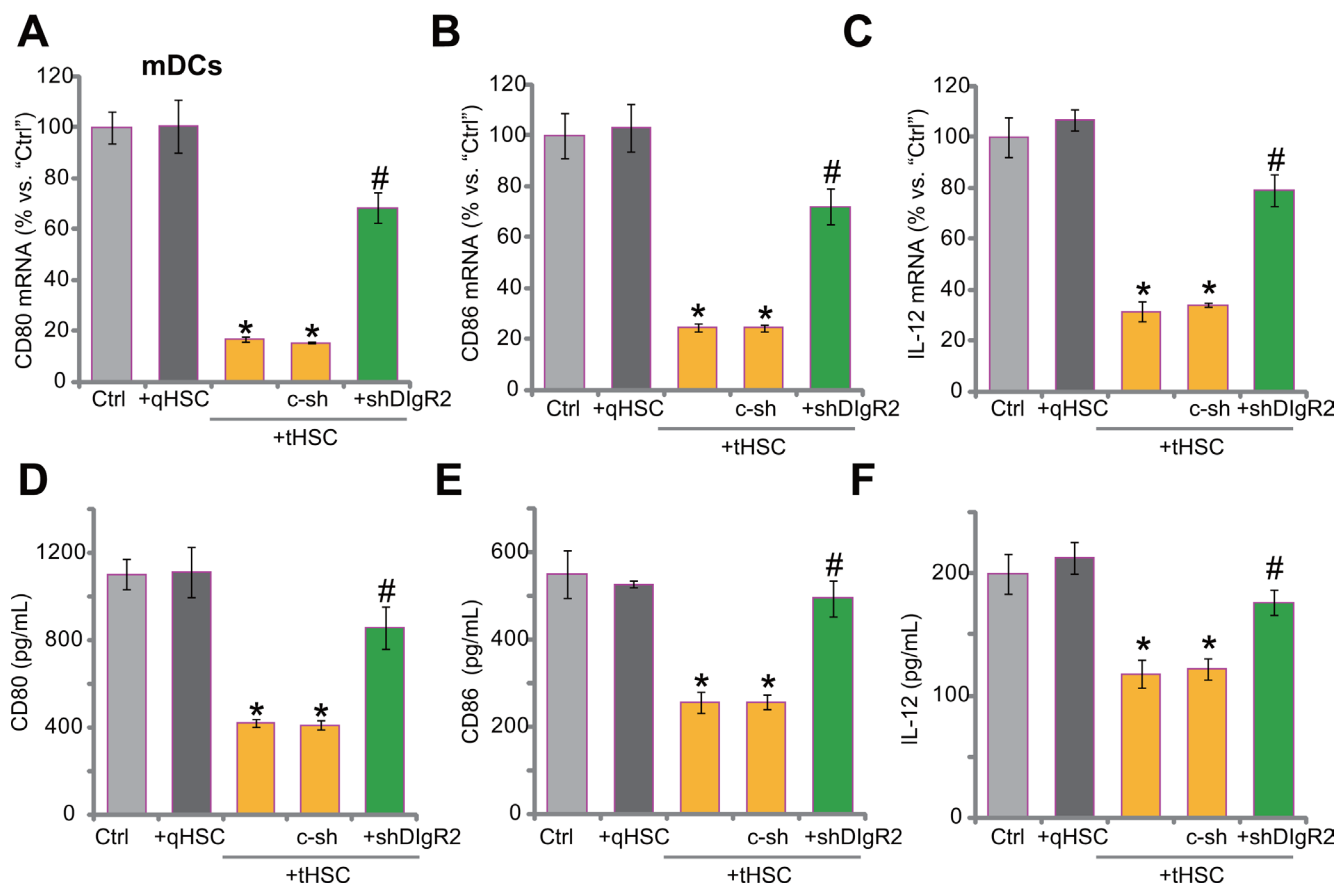 A
mDCs
CD80 mRNA (% vs. “Ctrl”)
120
100
80
60
40
20
0
*
*
#
Ctrl +qHSC c-sh +shDIgR2
+tHSC
B
CD86 mRNA (% vs. “Ctrl”)
120
100
80
60
40
20
0
*
*
#
Ctrl +qHSC c-sh +shDIgR2
+tHSC
C
IL-12 mRNA (% vs. “Ctrl”)
120
100
80
60
40
20
0
*
*
#
Ctrl +qHSC c-sh +shDIgR2
+tHSC
D
CD80 (pg/mL)
1200
800
400
0
*
*
#
Ctrl +qHSC c-sh +shDIgR2
+tHSC
E
CD86 (pg/mL)
600
400
200
0
*
*
#
Ctrl +qHSC c-sh +shDIgR2
+tHSC
F
IL-12 (pg/mL)
200
100
0
*
*
#
Ctrl +qHSC c-sh +shDIgR2
+tHSC